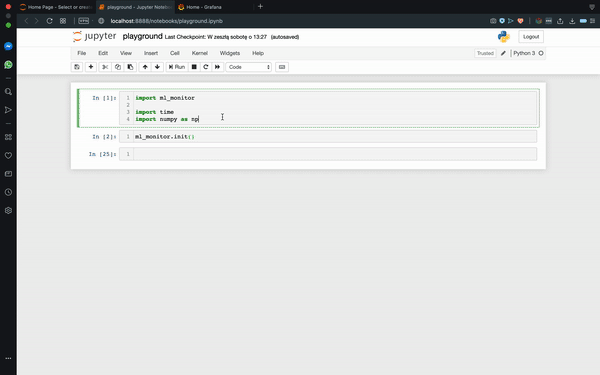 Home Page - Select or creat
playground - Jupyter Notebo
Home - Grafana
VPN
localhost:8888/notebooks/playground.ipynb
jupyter playground Last Checkpoint: W zeszłą sobotę o 13:27 (autosaved)
Logout
File Edit View Insert Cell Kernel Widgets Help
Trusted
Python 3
Run
Code
In [1]:
1 import ml_monitor
2
3 import time
4 import numpy as np
In [2]:
1 ml_monitor.init()
In [25]:
1